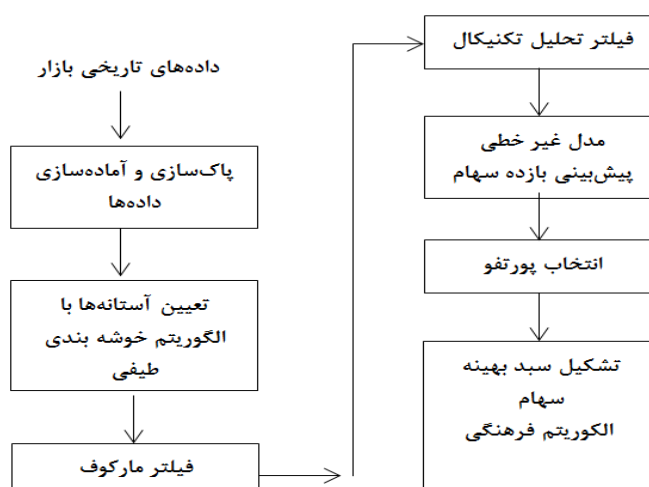 داده‌های تاریخی بازار
پاک‌سازی و آماده‌سازی
داده‌ها
تعیین آستانه‌ها با
الگوریتم خوشه بندی
طیفی
فیلتر مارکوف
فیلتر تحلیل تکنیکال
مدل غیر خطی
پیش‌بینی بازده سهام
انتخاب پورتفو
تشکیل سبد بهینه
سهام
الکوریتم فرهنگی